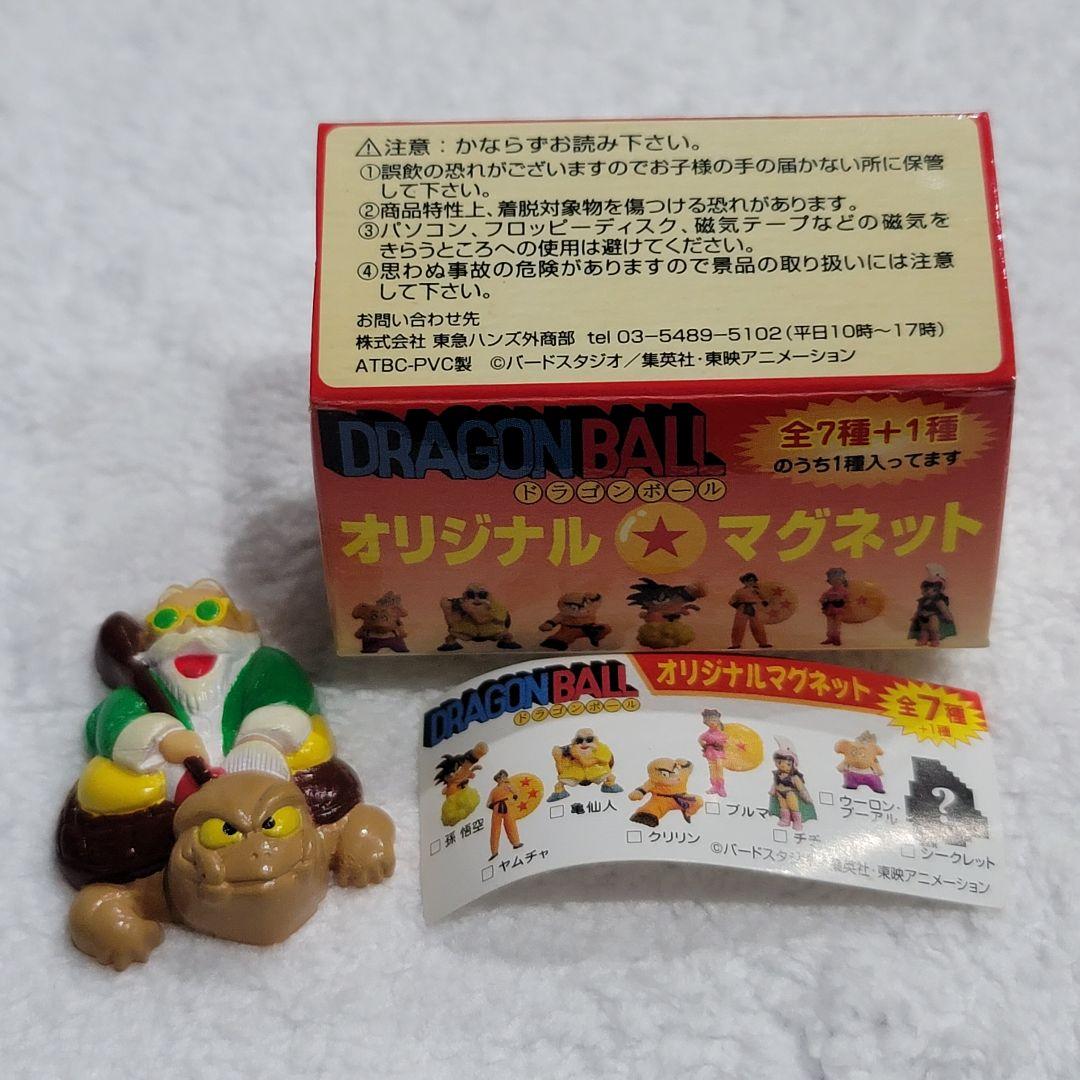 ⚠注意：かならずお読み下さい。
①誤飲の恐れがございますのでお子様の手の届かない所に保管
して下さい。
②商品特性上、着脱対象物を傷つける恐れがあります。
③パソコン、フロッピーディスク、磁気テープなどの磁気を
きらうところへの使用は避けてください。
④思わぬ事故の危険がありますので景品の取り扱いには注意
して下さい。
お問い合わせ先
株式会社 東急ハンズ外商部 tel 03-5489-5102(平日10時〜17時)
ATBC-PVC製 ©バードスタジオ／集英社・東映アニメーション
DRAGON BALL
ドラゴンボール
全7種＋1種
のうち1種入ってます
オリジナル★マグネット
DRAGON BALL
ドラゴンボール
オリジナルマグネット
全7種
+1種
□孫 悟空
□ヤムチャ
□亀仙人
□クリリン
□ブルマ
□チチ
□ウーロン・
プーアル
?
□シークレット
©バードスタジオ
集英社・東映アニメーション